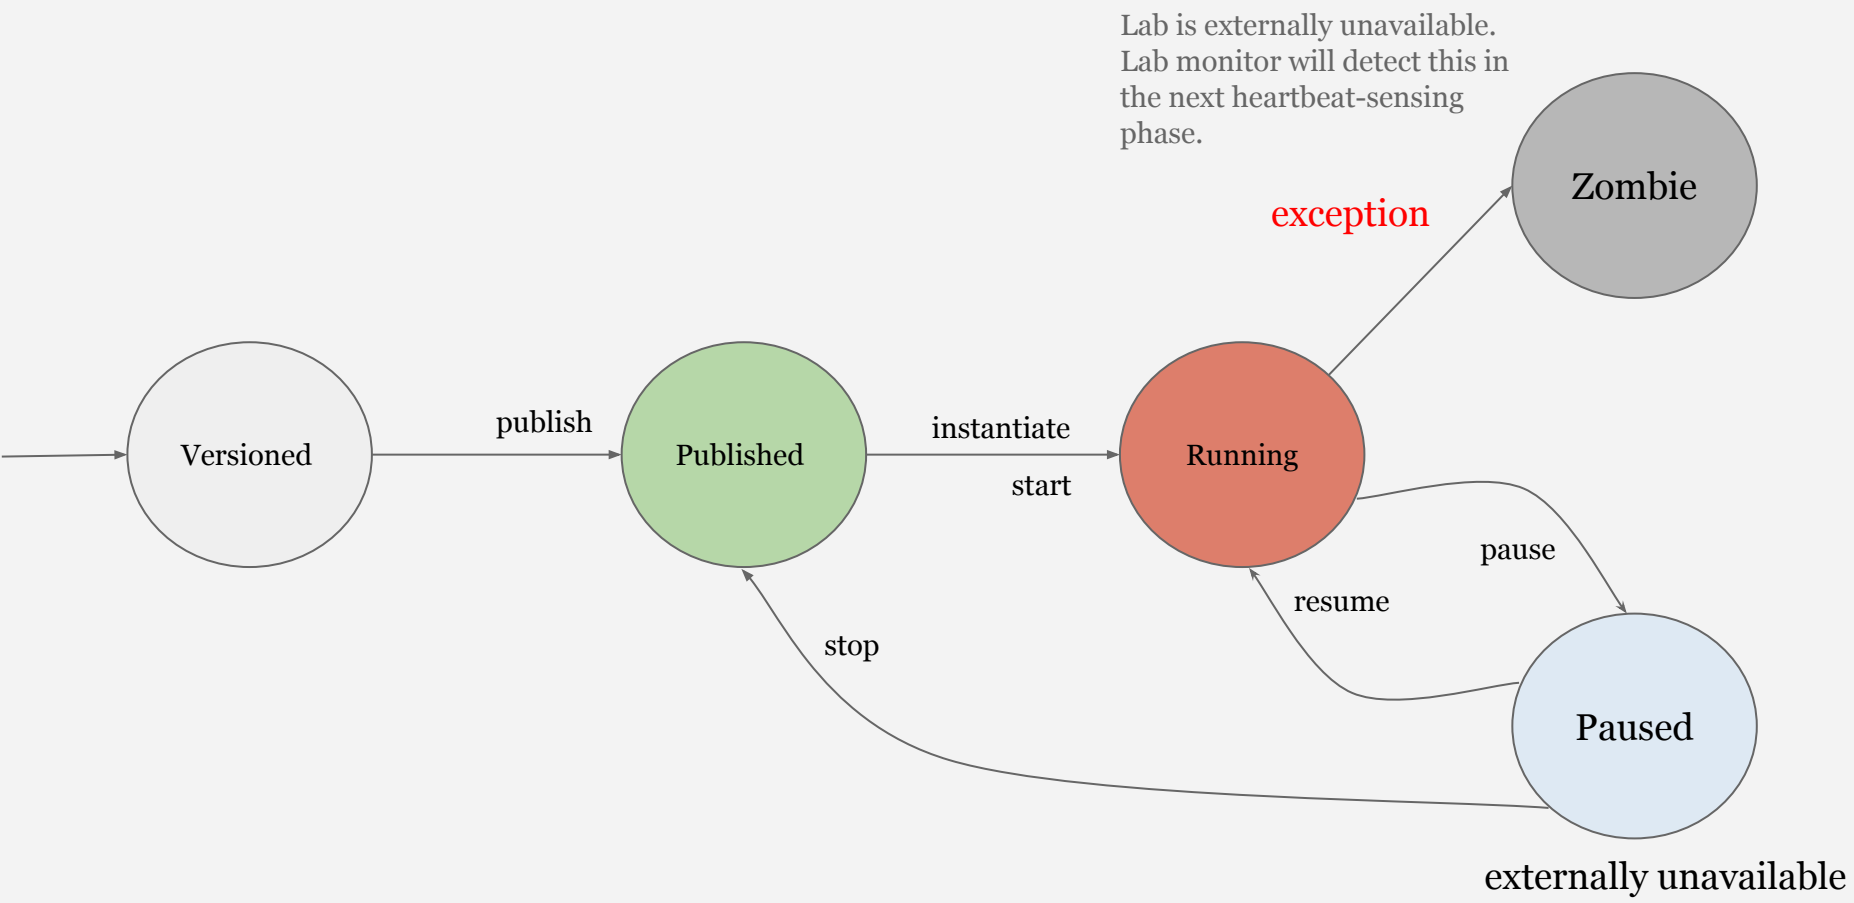 Lab is externally unavailable.
Lab monitor will detect this in
the next heartbeat-sensing
phase.
Zombie
exception
publish
instantiate
Versioned
Published
Running
start
pause
resume
stop
Paused
externally unavailable